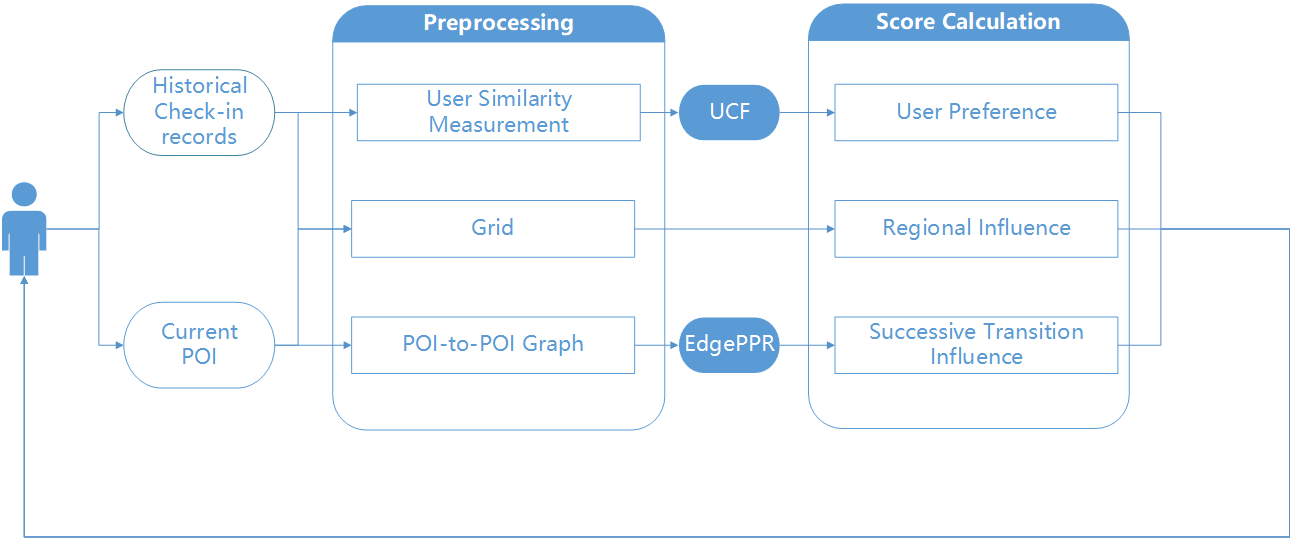 Preprocessing
Score Calculation
Historical
Check-in
records
User Similarity
Measurement
UCF
User Preference
Grid
Regional Influence
Current
POI
POI-to-POI Graph
EdgePPR
Successive Transition
Influence